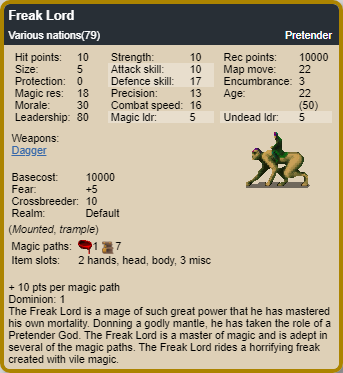 Freak Lord
Various nations(79) Pretender
Hit points: 10 Strength: 10 Rec points: 10000
Size: 5 Attack skill: 10 Map move: 22
Protection: 0 Defence skill: 17 Encumbrance: 3
Magic res: 18 Precision: 13 Age: 22
Morale: 30 Combat speed: 16 (50)
Leadership: 80 Magic ldr: 5 Undead ldr: 5
Weapons:
Dagger
Basecost: 10000
Fear: +5
Crossbreeder: 10
Realm: Default
(Mounted, trample)
Magic paths: 1 7
Item slots: 2 hands, head, body, 3 misc
+ 10 pts per magic path
Dominion: 1
The Freak Lord is a mage of such great power that he has mastered
his own mortality. Donning a godly mantle, he has taken the role of a
Pretender God. The Freak Lord is a master of magic and is adept in
several of the magic paths. The Freak Lord rides a horrifying freak
created with vile magic.